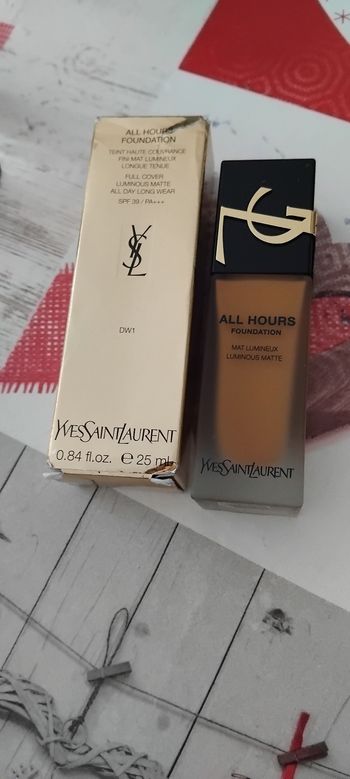 ALL HOURS
FOUNDATION
TEINT HAUTE COUVRANCE
FINI MAT LUMINEUX
LONGUE TENUE
FULL COVER
LUMINOUS MATTE
ALL DAY LONG WEAR
SPF 39 / PA+++
YSL
DW1
YVESSAINTLAURENT
0.84 fl.oz. ℮ 25 ml
ALL HOURS
FOUNDATION
MAT LUMINEUX
LUMINOUS MATTE
YVESSAINTLAURENT